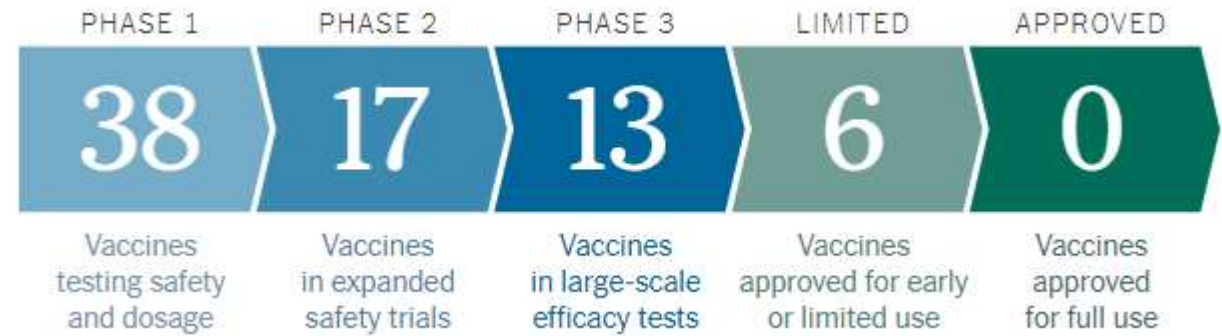 PHASE 1
PHASE 2
PHASE 3
LIMITED
APPROVED
38
17
13
6
0
Vaccines
testing safety
and dosage
Vaccines
in expanded
safety trials
Vaccines
in large-scale
efficacy tests
Vaccines
approved for early
or limited use
Vaccines
approved
for full use